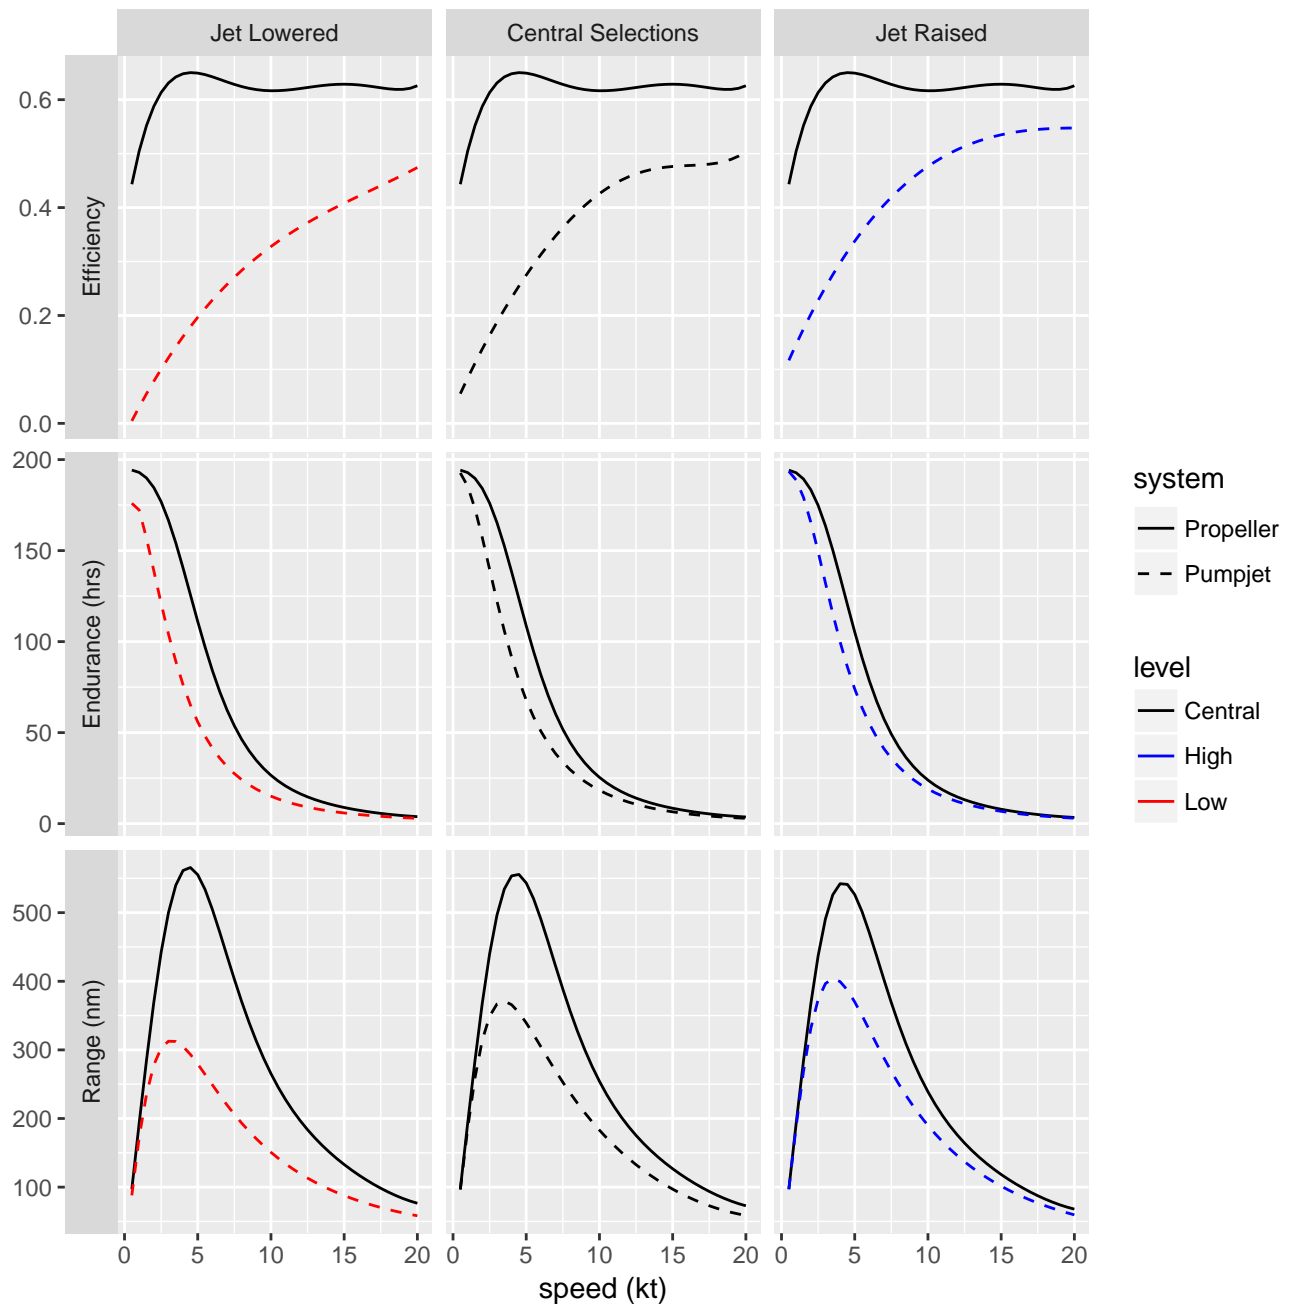 Jet Lowered Central Selections Jet Raised
Efficiency
0.6
0.4
0.2
0.0
Endurance (hrs)
200
150
100
50
0
Range (nm)
500
400
300
200
100
0 5 10 15 20 0 5 10 15 20 0 5 10 15 20
speed (kt)
system
Propeller
Pumpjet
level
Central
High
Low